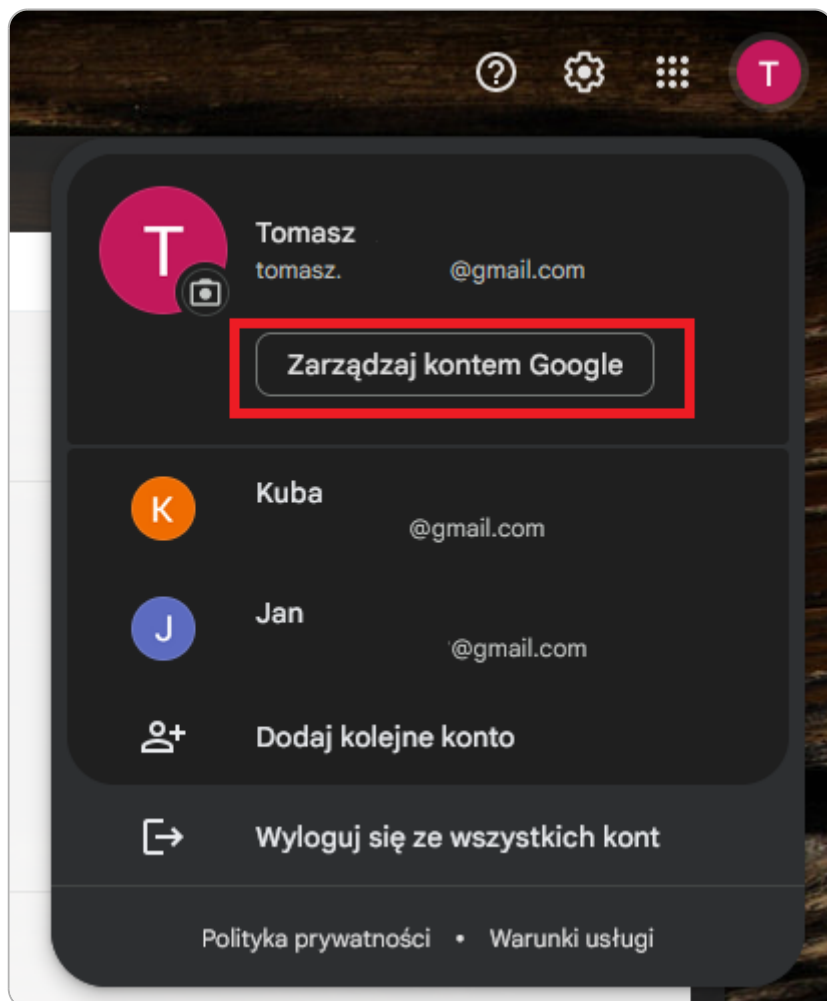 T
T
Tomasz
tomasz. @gmail.com
Zarządzaj kontem Google
K
Kuba
@gmail.com
J
Jan
@gmail.com
Dodaj kolejne konto
Wyloguj się ze wszystkich kont
Polityka prywatności • Warunki usługi